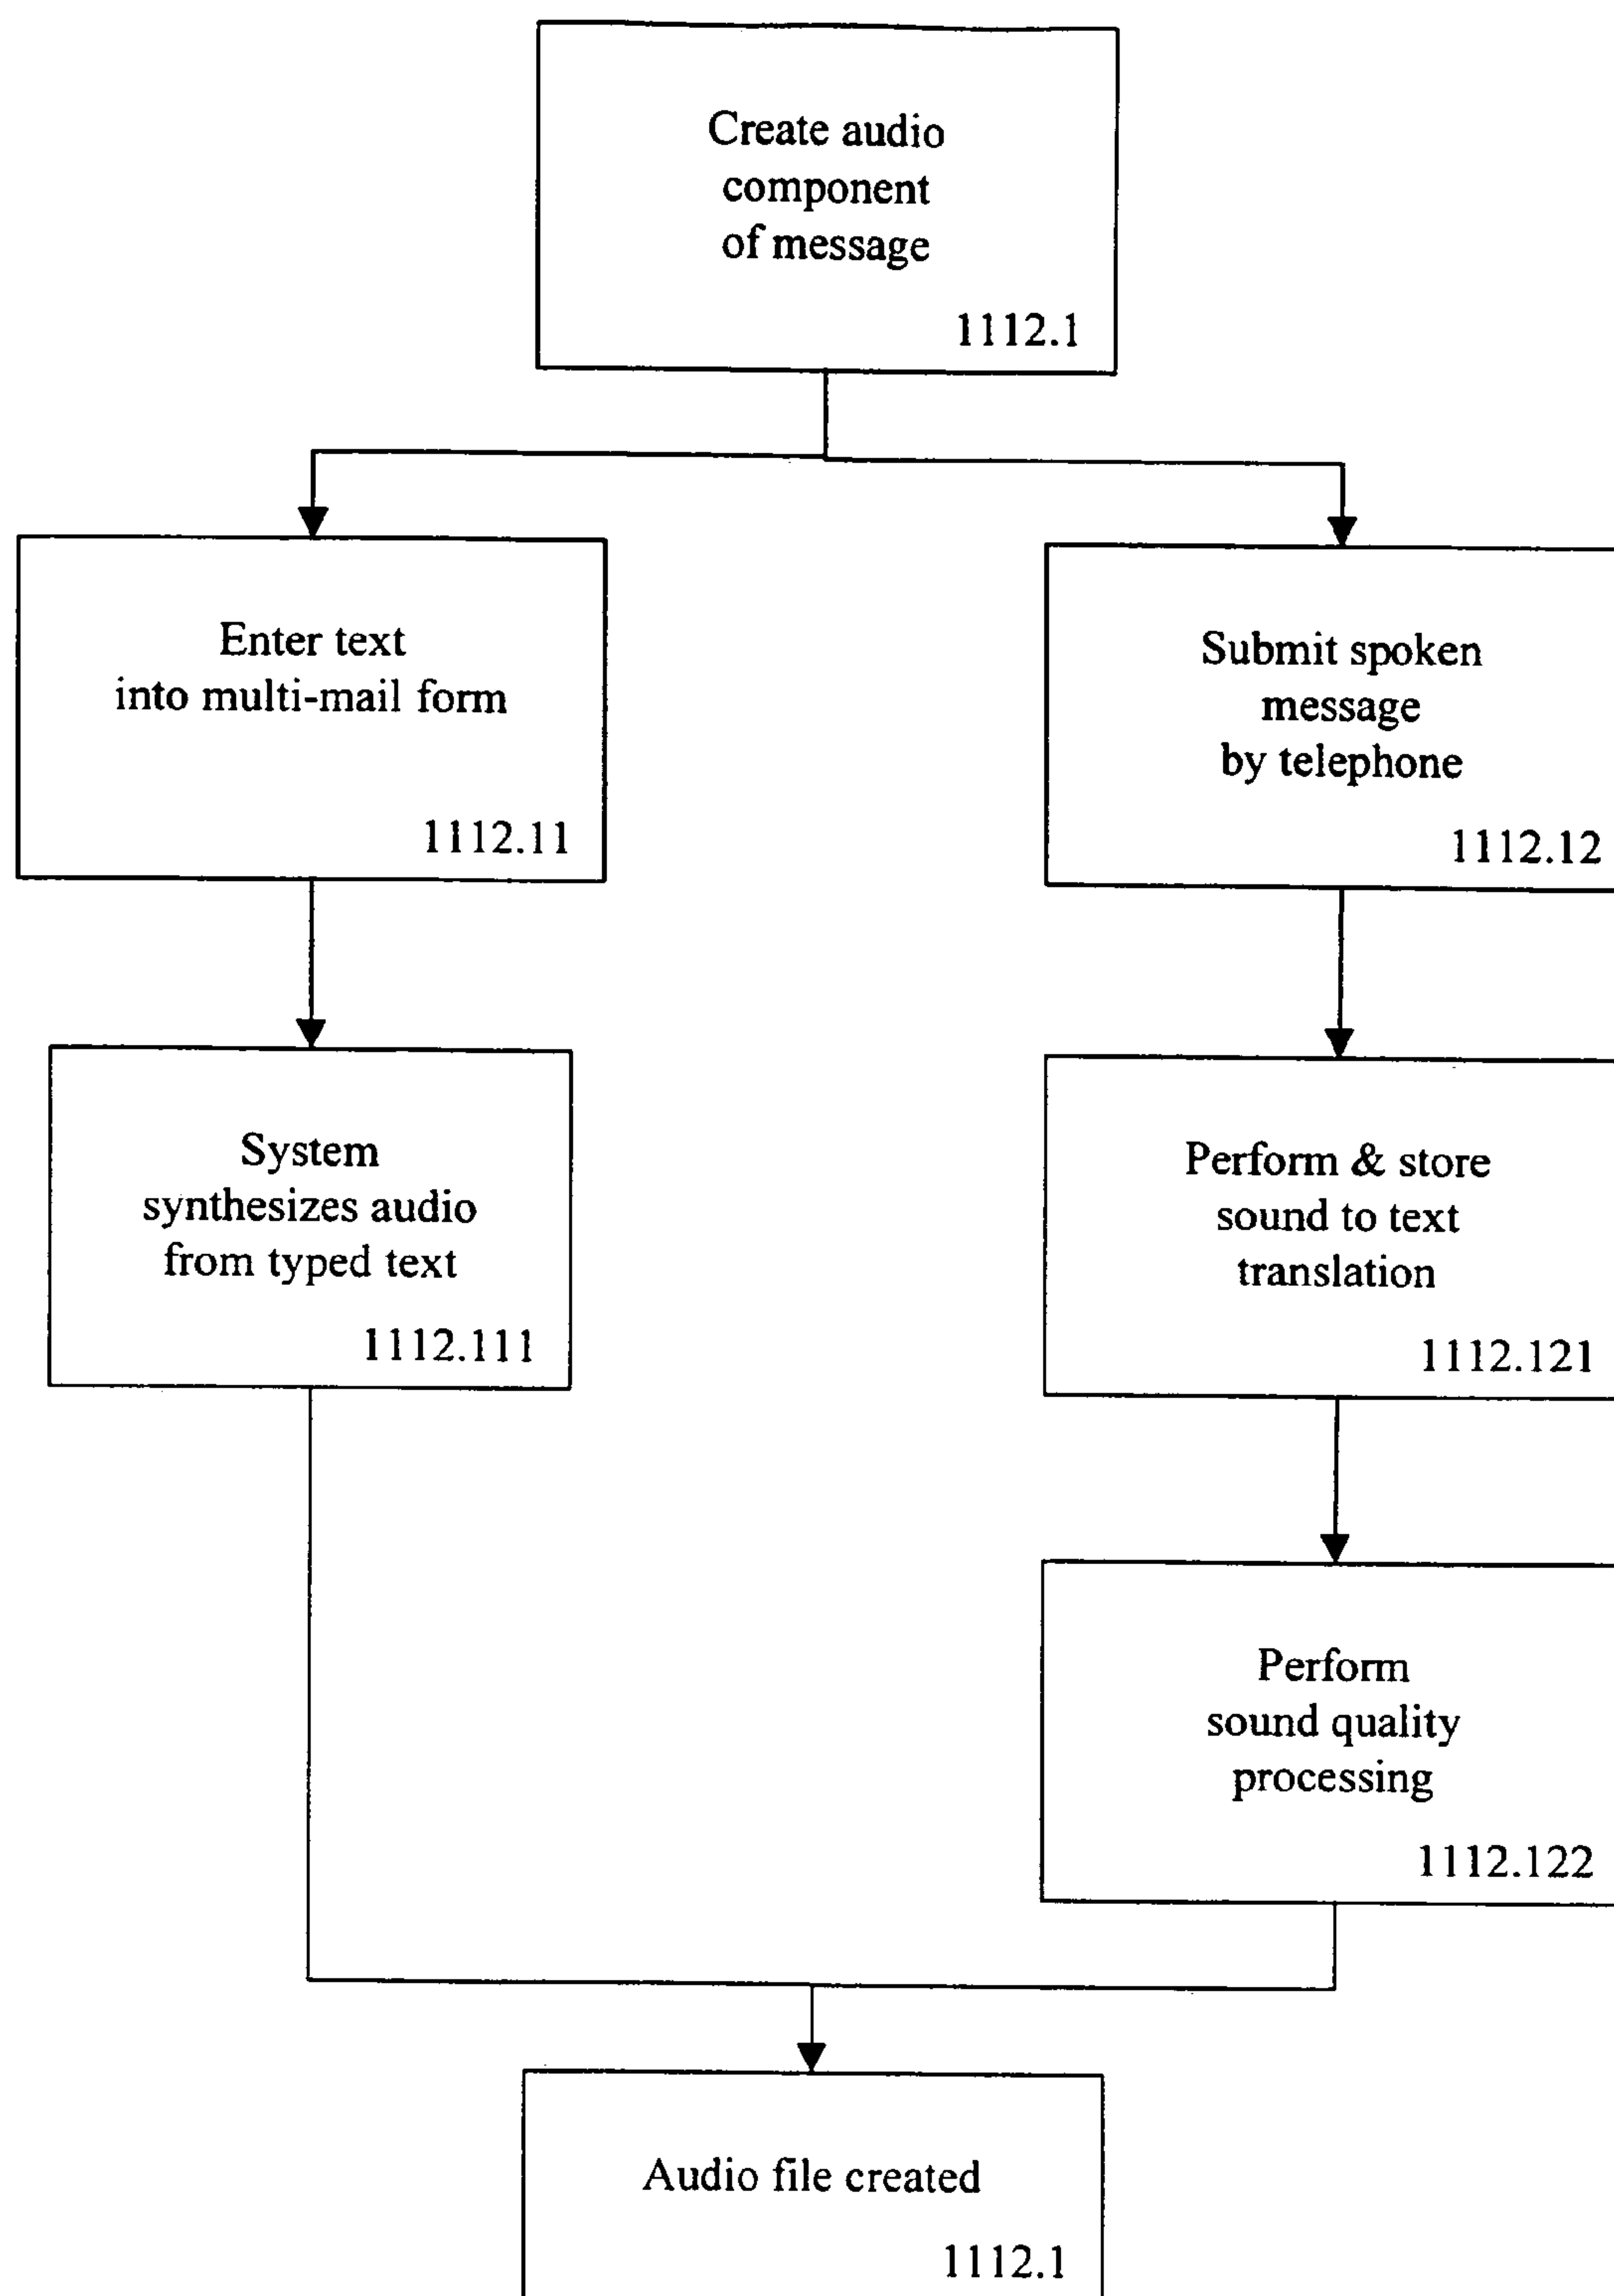 Create audio
component
of message
1112.1
Enter text
into multi-mail form
1112.11
Submit spoken
message
by telephone
1112.12
System
synthesizes audio
from typed text
1112.111
Perform & store
sound to text
translation
1112.121
Perform
sound quality
processing
1112.122
Audio file created
1112.1